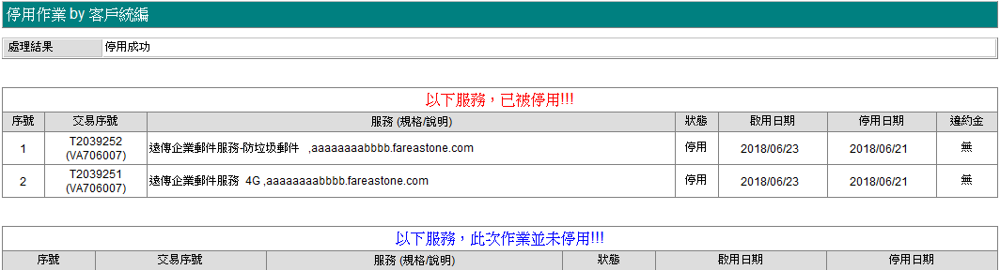 停用作業 by 客戶統編
處理結果 停用成功
以下服務，已被停用!!!
序號 交易序號 服務 (規格/說明) 狀態 啟用日期 停用日期 違約金
1 T2039252 (VA706007) 遠傳企業郵件服務-防垃圾郵件 ,aaaaaaaabbbb.fareastone.com 停用 2018/06/23 2018/06/21 無
2 T2039251 (VA706007) 遠傳企業郵件服務 4G ,aaaaaaaabbbb.fareastone.com 停用 2018/06/23 2018/06/21 無
以下服務，此次作業並未停用!!!
序號 交易序號 服務 (規格/說明) 狀態 啟用日期 停用日期